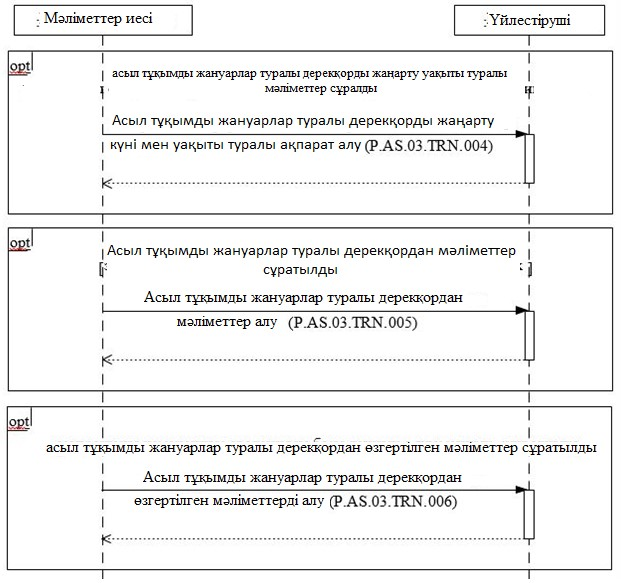 :Мәліметтер иесі
:Үйлестіруші
opt
асыл тұқымды жануарлар туралы дерекқорды жаңарту уақыты туралы
мәліметтер сұралды
Асыл тұқымды жануарлар туралы дерекқорды жаңарту
күні мен уақыты туралы ақпарат алу (P.AS.03.TRN.004)
opt
Асыл тұқымды жануарлар туралы дерекқордан мәліметтер
сұратылды
Асыл тұқымды жануарлар туралы дерекқордан
мәліметтер алу (P.AS.03.TRN.005)
opt
асыл тұқымды жануарлар туралы дерекқордан өзгертілген мәліметтер сұратылды
Асыл тұқымды жануарлар туралы дерекқордан
өзгертілген мәліметтерді алу (P.AS.03.TRN.006)